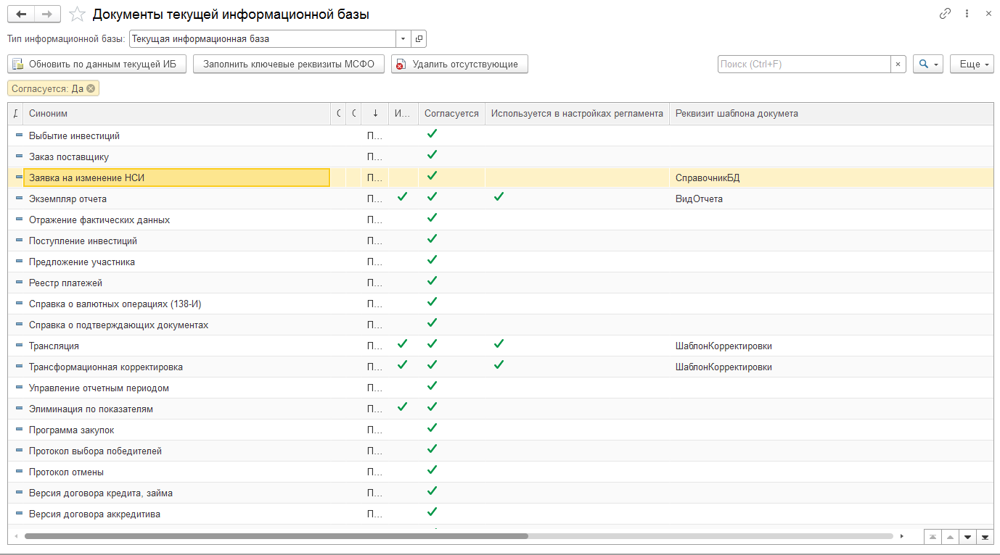 Документы текущей информационной базы
Тип информационной базы: Текущая информационная база
Обновить по данным текущей ИБ Заполнить ключевые реквизиты МСФО Удалить отсутствующие Поиск (Ctrl+F) × Еще
Согласуется: Да
Синоним ↓ И... Согласуется Используется в настройках регламента Реквизит шаблона докумета
Выбытие инвестиций П...
Заказ поставщику П...
Заявка на изменение НСИ П... СправочникБД
Экземпляр отчета П... ВидОтчета
Отражение фактических данных П...
Поступление инвестиций П...
Предложение участника П...
Реестр платежей П...
Справка о валютных операциях (138-И) П...
Справка о подтверждающих документах П...
Трансляция П... ШаблонКорректировки
Трансформационная корректировка П... ШаблонКорректировки
Управление отчетным периодом П...
Элиминация по показателям П...
Программа закупок П...
Протокол выбора победителей П...
Протокол отмены П...
Версия договора кредита, займа П...
Версия договора аккредитива П...